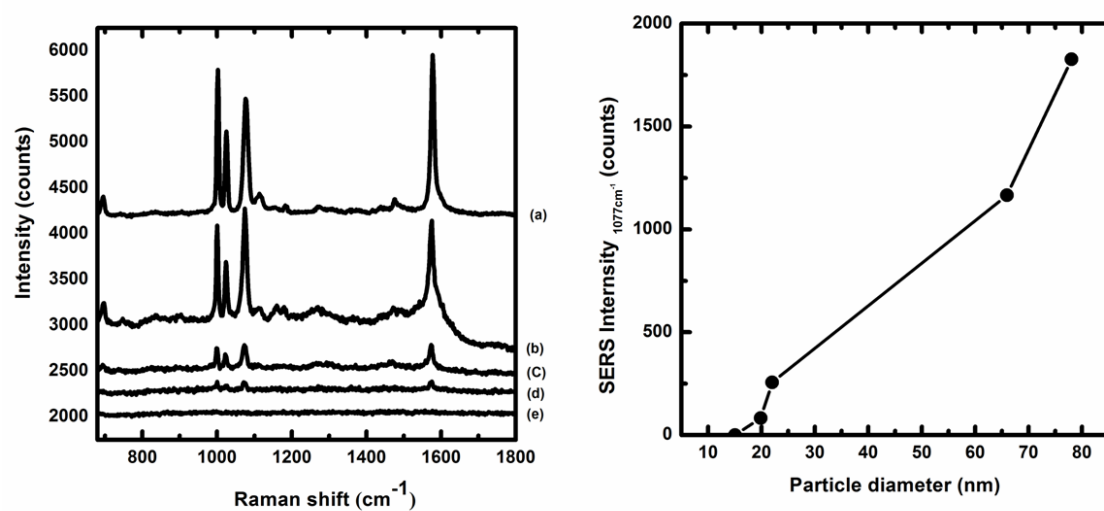 6000
5500
5000
4500
4000
3500
3000
2500
2000
Intensity (counts)
(a)
(b)
(C)
(d)
(e)
800 1000 1200 1400 1600 1800
Raman shift (cm-1)
2000
1500
1000
500
0
SERS Internsity 1077cm-1 (counts)
10 20 30 40 50 60 70 80
Particle diameter (nm)